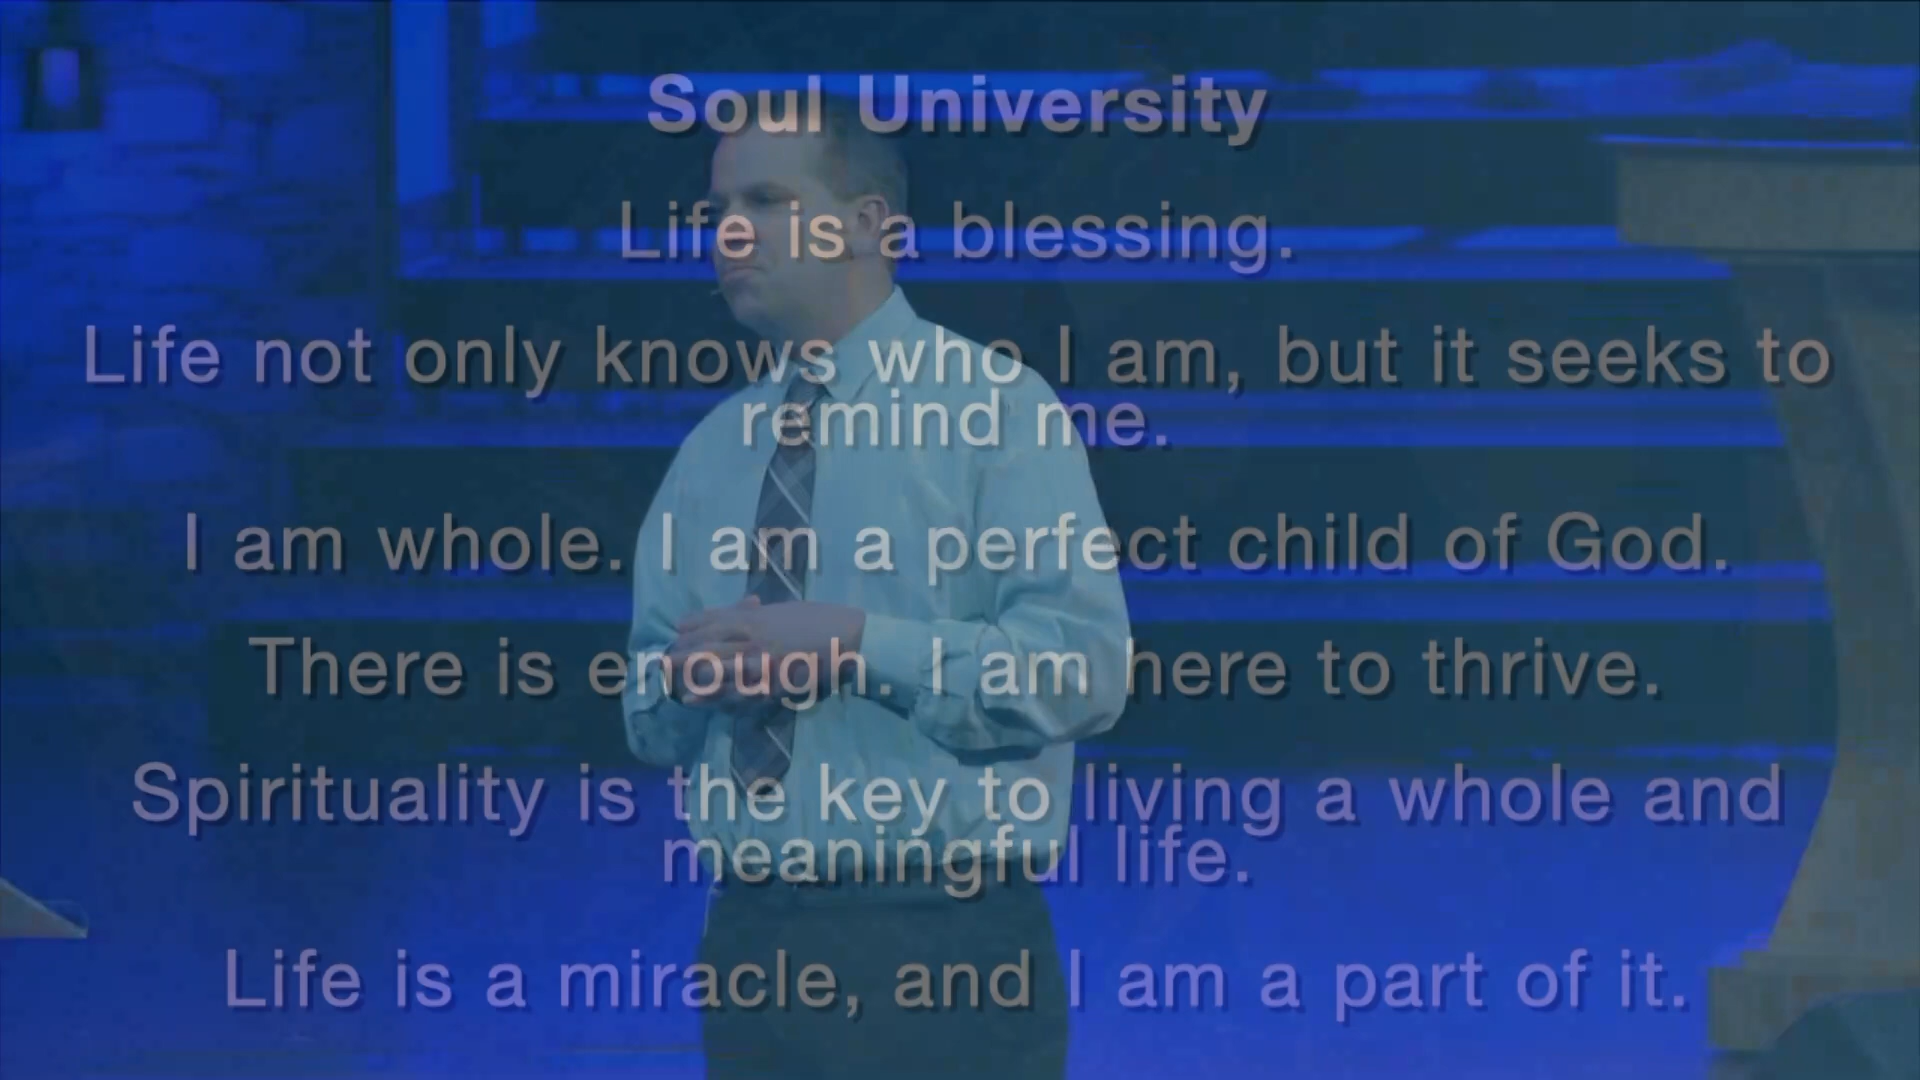 Soul University
Life is a blessing.
Life not only knows who I am, but it seeks to
remind me.
I am whole. I am a perfect child of God.
There is enough. I am here to thrive.
Spirituality is the key to living a whole and
meaningful life.
Life is a miracle, and I am a part of it.